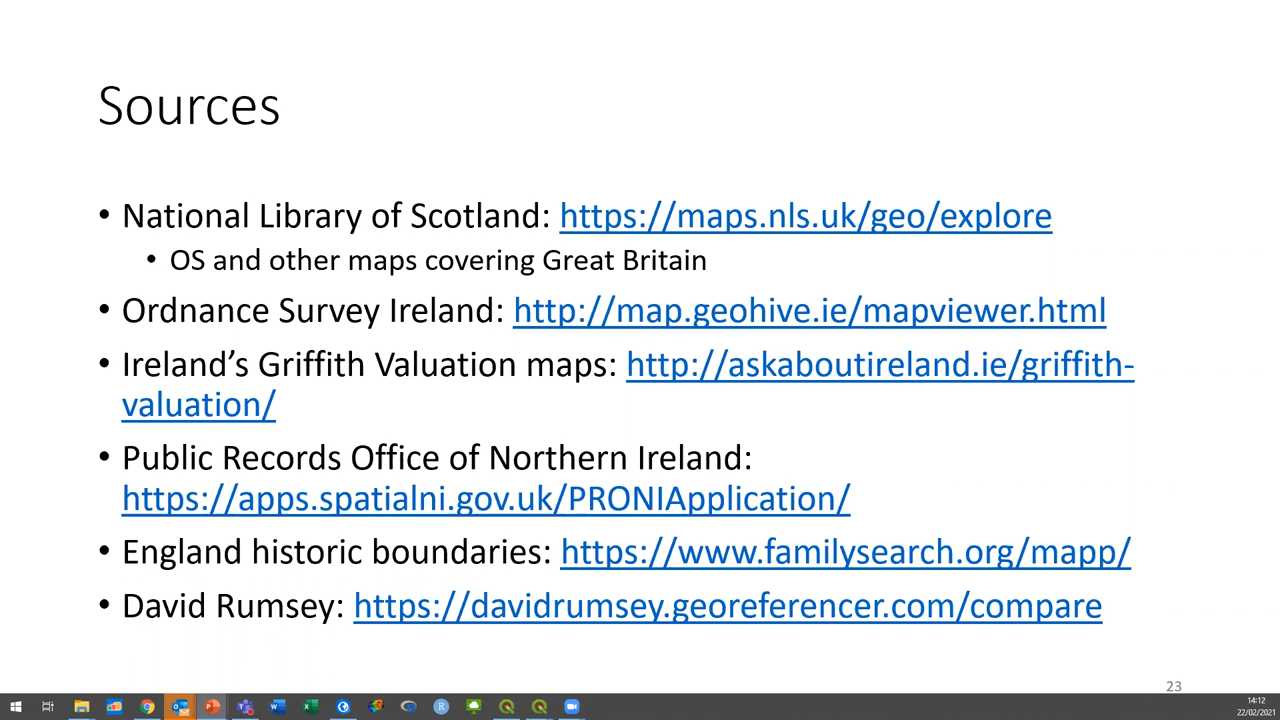 Sources
• National Library of Scotland: https://maps.nls.uk/geo/explore
• OS and other maps covering Great Britain
• Ordnance Survey Ireland: http://map.geohive.ie/mapviewer.html
• Ireland’s Griffith Valuation maps: http://askaboutireland.ie/griffith-
valuation/
• Public Records Office of Northern Ireland:
https://apps.spatialni.gov.uk/PRONIApplication/
• England historic boundaries: https://www.familysearch.org/mapp/
• David Rumsey: https://davidrumsey.georeferencer.com/compare
23
14:12
22/02/2021